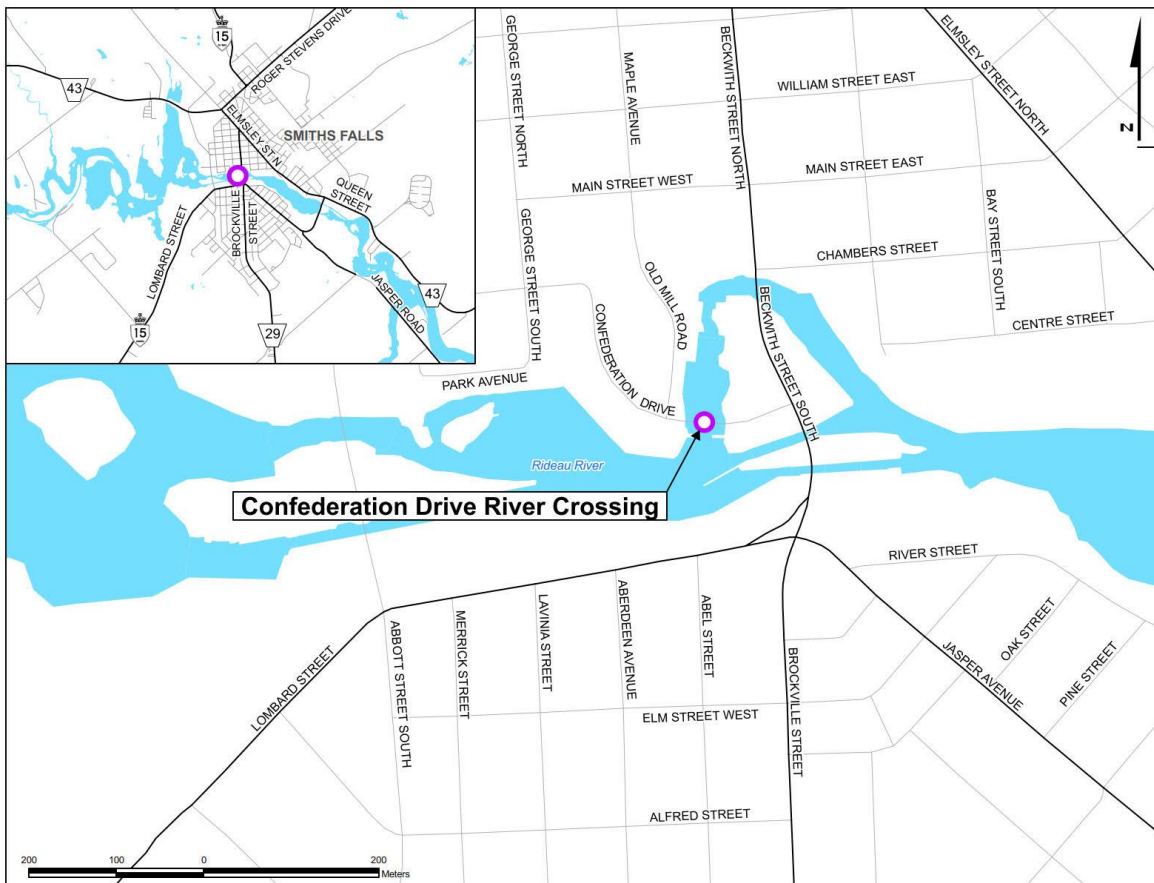 15
ROGER STEVENS DRIVE
43
ELMSLEY ST. N
SMITHS FALLS
QUEEN
STREET
BROCKVILLE
STREET
LOMBARD STREET
JASPER ROAD
43
15
29
GEORGE STREET NORTH
MAPLE AVENUE
BECKWITH STREET NORTH
WILLIAM STREET EAST
ELMSLEY STREET NORTH
N
MAIN STREET EAST
MAIN STREET WEST
BAY STREET SOUTH
GEORGE STREET SOUTH
OLD MILL ROAD
CHAMBERS STREET
CONFEDERATION DRIVE
BECKWITH STREET SOUTH
CENTRE STREET
PARK AVENUE
Rideau River
Confederation Drive River Crossing
RIVER STREET
LOMBARD STREET
ABBOTT STREET SOUTH
MERRICK STREET
LAVINIA STREET
ABERDEEN AVENUE
ABEL STREET
BROCKVILLE STREET
JASPER AVENUE
OAK STREET
PINE STREET
ELM STREET WEST
ALFRED STREET
200 100 0 200
Meters